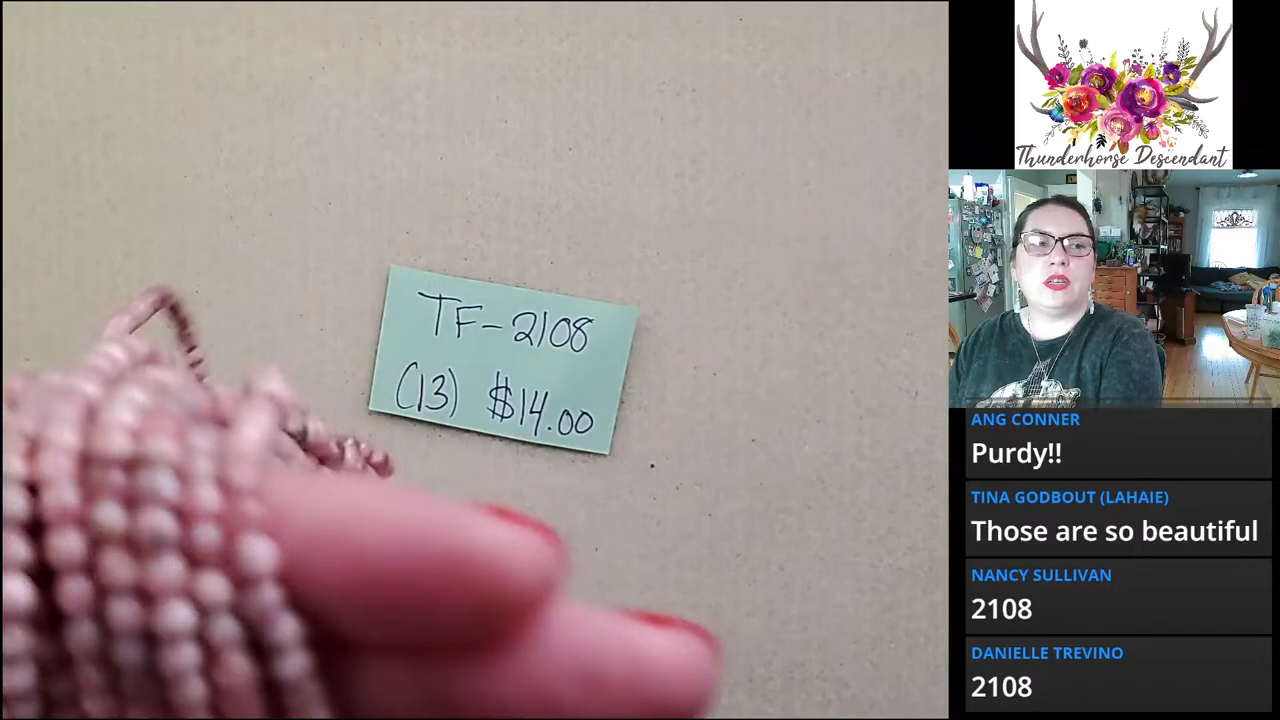 TF-2108
(13) $14.00
Thunderhorse Descendant
ANG CONNER
Purdy!!
TINA GODBOUT (LAHAIE)
Those are so beautiful
NANCY SULLIVAN
2108
DANIELLE TREVINO
2108